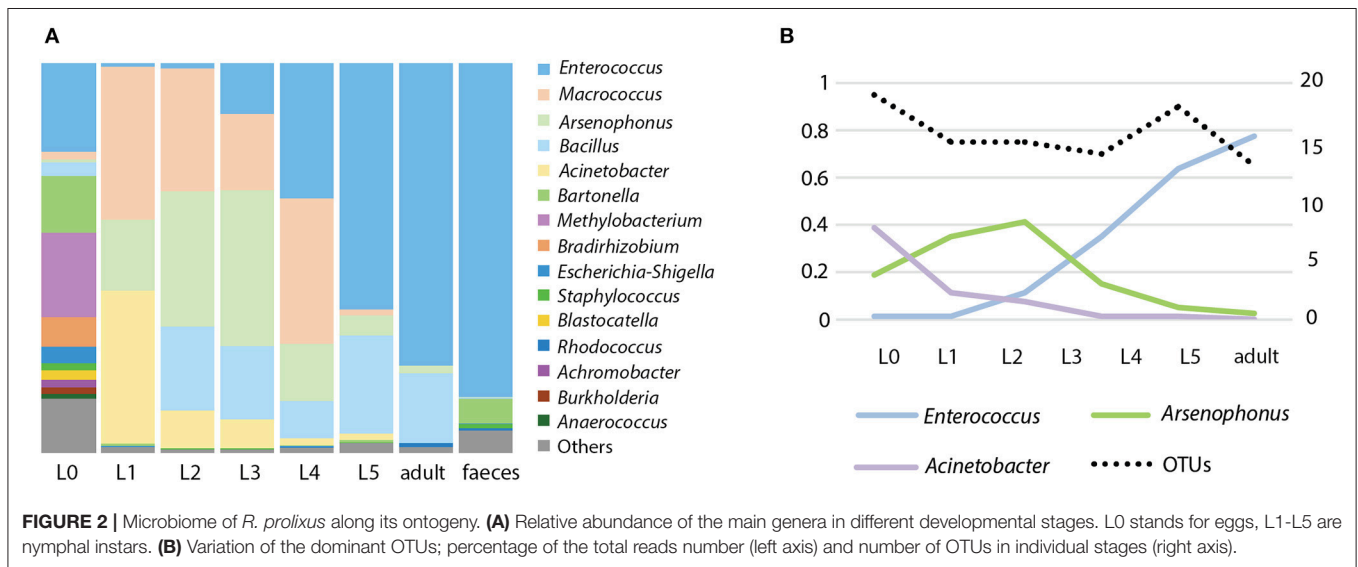 A
Enterococcus
Macrococcus
Arsenophonus
Bacillus
Acinetobacter
Bartonella
Methylobacterium
Bradirhizobium
Escherichia-Shigella
Staphylococcus
Blastocatella
Rhodococcus
Achromobacter
Burkholderia
Anaerococcus
Others
L0 L1 L2 L3 L4 L5 adult faeces
B
1 20
0.8 15
0.6
0.4 10
0.2 5
0 0
L0 L1 L2 L3 L4 L5 adult
Enterococcus Arsenophonus
Acinetobacter OTUs
FIGURE 2 | Microbiome of R. prolixus along its ontogeny. (A) Relative abundance of the main genera in different developmental stages. L0 stands for eggs, L1-L5 are
nymphal instars. (B) Variation of the dominant OTUs; percentage of the total reads number (left axis) and number of OTUs in individual stages (right axis).